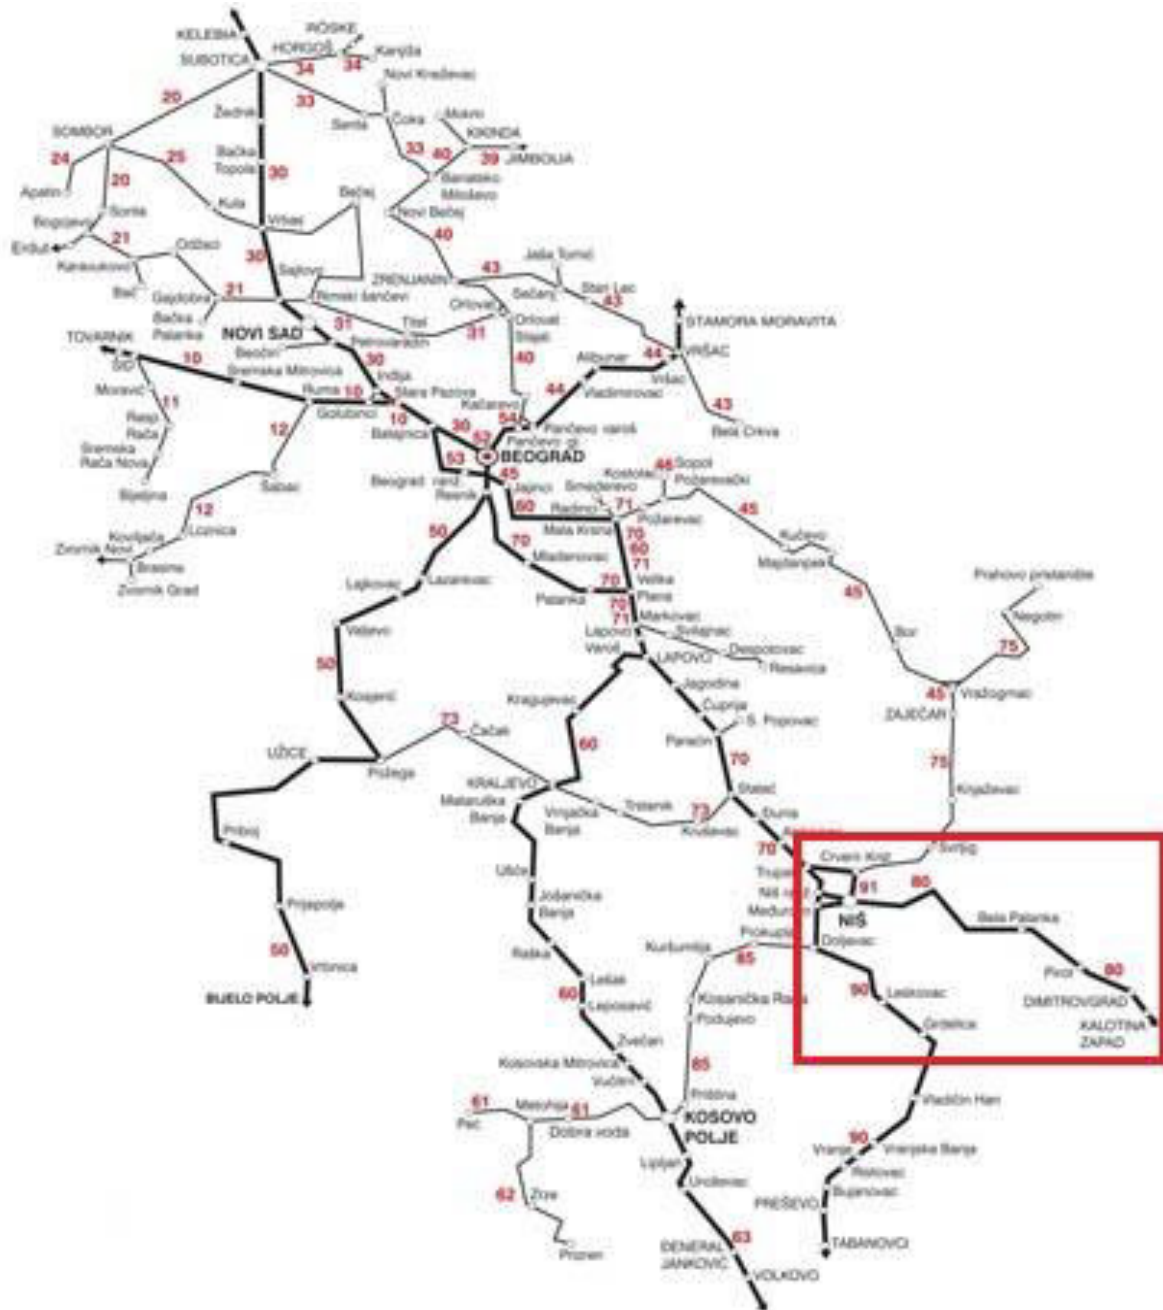 KELEBIA
RÖSKE
HORGOŠ
Kanjiža
SUBOTICA
34
34
Novi Kneževac
20
33
Žednik
Senta
Čoka
Mokrin
SOMBOR
KIKINDA
24
25
Bačka
Topola
30
33
40
39
JIMBOLIA
20
Banatsko
Miloševo
Apatin
Sonta
Kula
Bečej
Novi Bečej
Bogojevo
Vrbas
Erdut
21
Odžaci
30
40
Jaša Tomić
Karavukovo
Sajlovo
ZRENJANIN
43
Sečanj
Stari Lec
Bač
Gajdobra
21
Rimski šančevi
Orlovat
43
Bačka
Palanka
31
Titel
31
Orlovat
Stajal.
STAMORA MORAVITA
NOVI SAD
TOVARNIK
Beočin
Petrovaradin
44
VRŠAC
ŠID
10
30
40
Alibunar
Sremska Mitrovica
Inđija
Vršac
Moravić
Ruma
10
Stara Pazova
44
Vladimirovac
11
Golubinci
Kačarevo
43
Rača
10
30
54
Pančevo varoš
Bela Crkva
12
Batajnica
52
Pančevo gl.
Sremska
Rača Nova
BEOGRAD
53
45
46
Sopot
Požarevački
Bijeljina
Šabac
Beograd ranž.
Jajinci
Kostolac
Resnik
Smederevo
12
60
Radinci
71
45
Loznica
50
Mala Krsna
Požarevac
Koviljača
70
70
Kučevo
Zvornik Novi
60
Brasina
Mladenovac
71
Majdanpek
Zvornik Grad
Lajkovac
Lazarevac
70
Velika
Plana
45
Prahovo pristanište
Palanka
70
71
Markovac
Negotin
Valjevo
Lapovo
Varoš
Svilajnac
Bor
75
Despotovac
50
LAPOVO
Resavica
45
Vražogrnac
Kosjerić
Jagodina
Kragujevac
Ćuprija
ZAJEČAR
73
Čačak
S. Popovac
60
Paraćin
UŽICE
70
75
Požega
KRALJEVO
Stalać
Knjaževac
Mataruška
Banja
Vrnjačka
Banja
Trstenik
73
Đunis
Kruševac
Priboj
70
Crveni Krst
Svrljig
Ušće
Trupale
91
80
Jošanička
Banja
Prijepolje
Međurovo
NIŠ
Bela Palanka
Raška
Kuršumlija
Prokuplje
Doljevac
50
Vrbnica
85
Pirot
80
Lešak
90
DIMITROVGRAD
BIJELO POLJE
60
Leposavić
Kosanička Rača
Leskovac
Podujevo
Grdelica
KALOTINA
ZAPAD
Zvečan
Kosovska Mitrovica
85
Vučitrn
Vladičin Han
61
Metohija
61
Priština
Peć
Dobra voda
KOSOVO
POLJE
90
Vranje
Vranjska Banja
Lipljan
Ristovac
62
Zrze
Uroševac
Bujanovac
PREŠEVO
Prizren
63
ĐENERAL
JANKOVIĆ
TABANOVCI
VOLKOVO